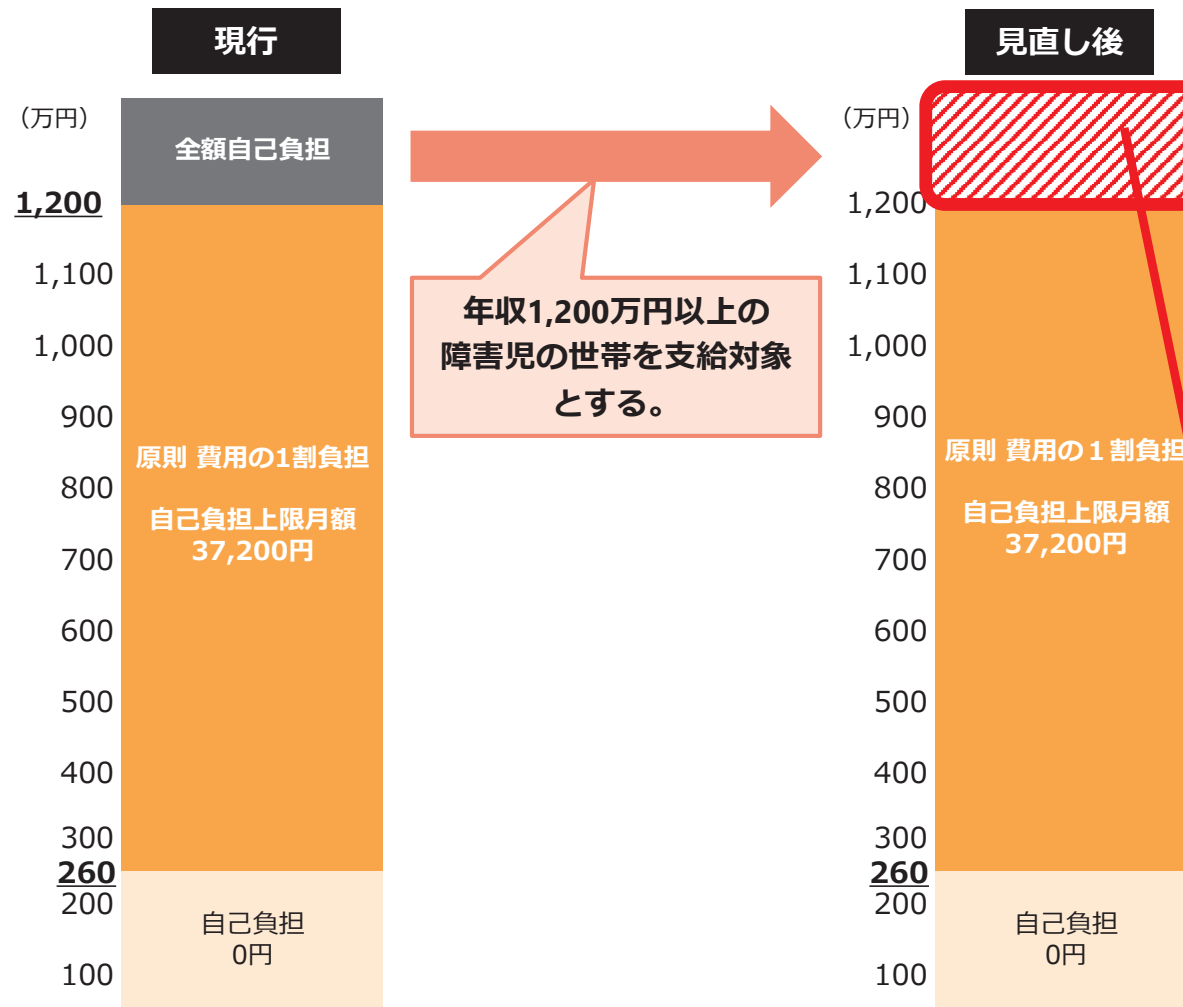 現行
（万円）
全額自己負担
1,200
1,100
1,000
900
800
700
600
500
400
300
260
200
100
原則 費用の1割負担
自己負担上限月額
37,200円
自己負担
0円
年収1,200万円以上の
障害児の世帯を支給対象
とする。
見直し後
（万円）
1,200
1,100
1,000
900
800
700
600
500
400
300
260
200
100
原則 費用の１割負担
自己負担上限月額
37,200円
自己負担
0円